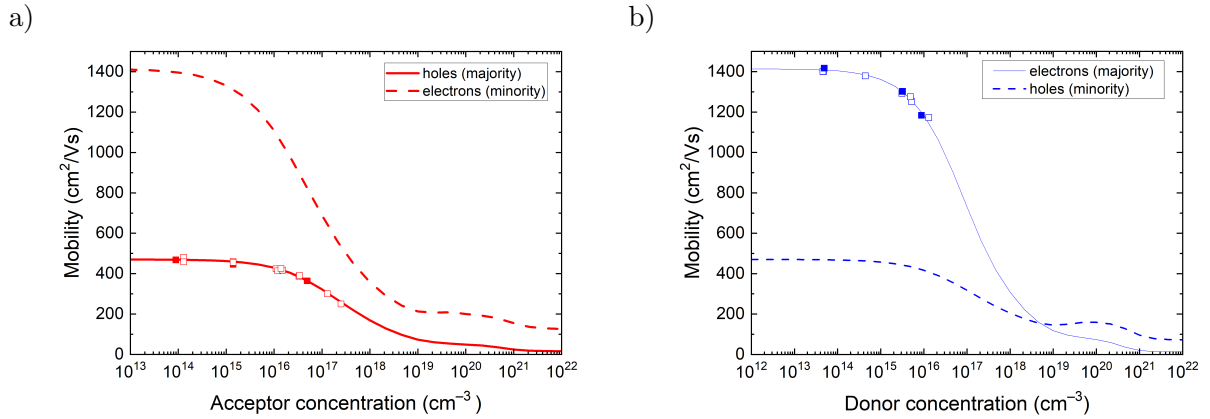 a)
b)
holes (majority)
electrons (minority)
electrons (majority)
holes (minority)
Mobility (cm²/Vs)
1400
1200
1000
800
600
400
200
0
10¹³ 10¹⁴ 10¹⁵ 10¹⁶ 10¹⁷ 10¹⁸ 10¹⁹ 10²⁰ 10²¹ 10²²
Acceptor concentration (cm⁻³)
Mobility (cm²/Vs)
1400
1200
1000
800
600
400
200
0
10¹² 10¹³ 10¹⁴ 10¹⁵ 10¹⁶ 10¹⁷ 10¹⁸ 10¹⁹ 10²⁰ 10²¹ 10²²
Donor concentration (cm⁻³)